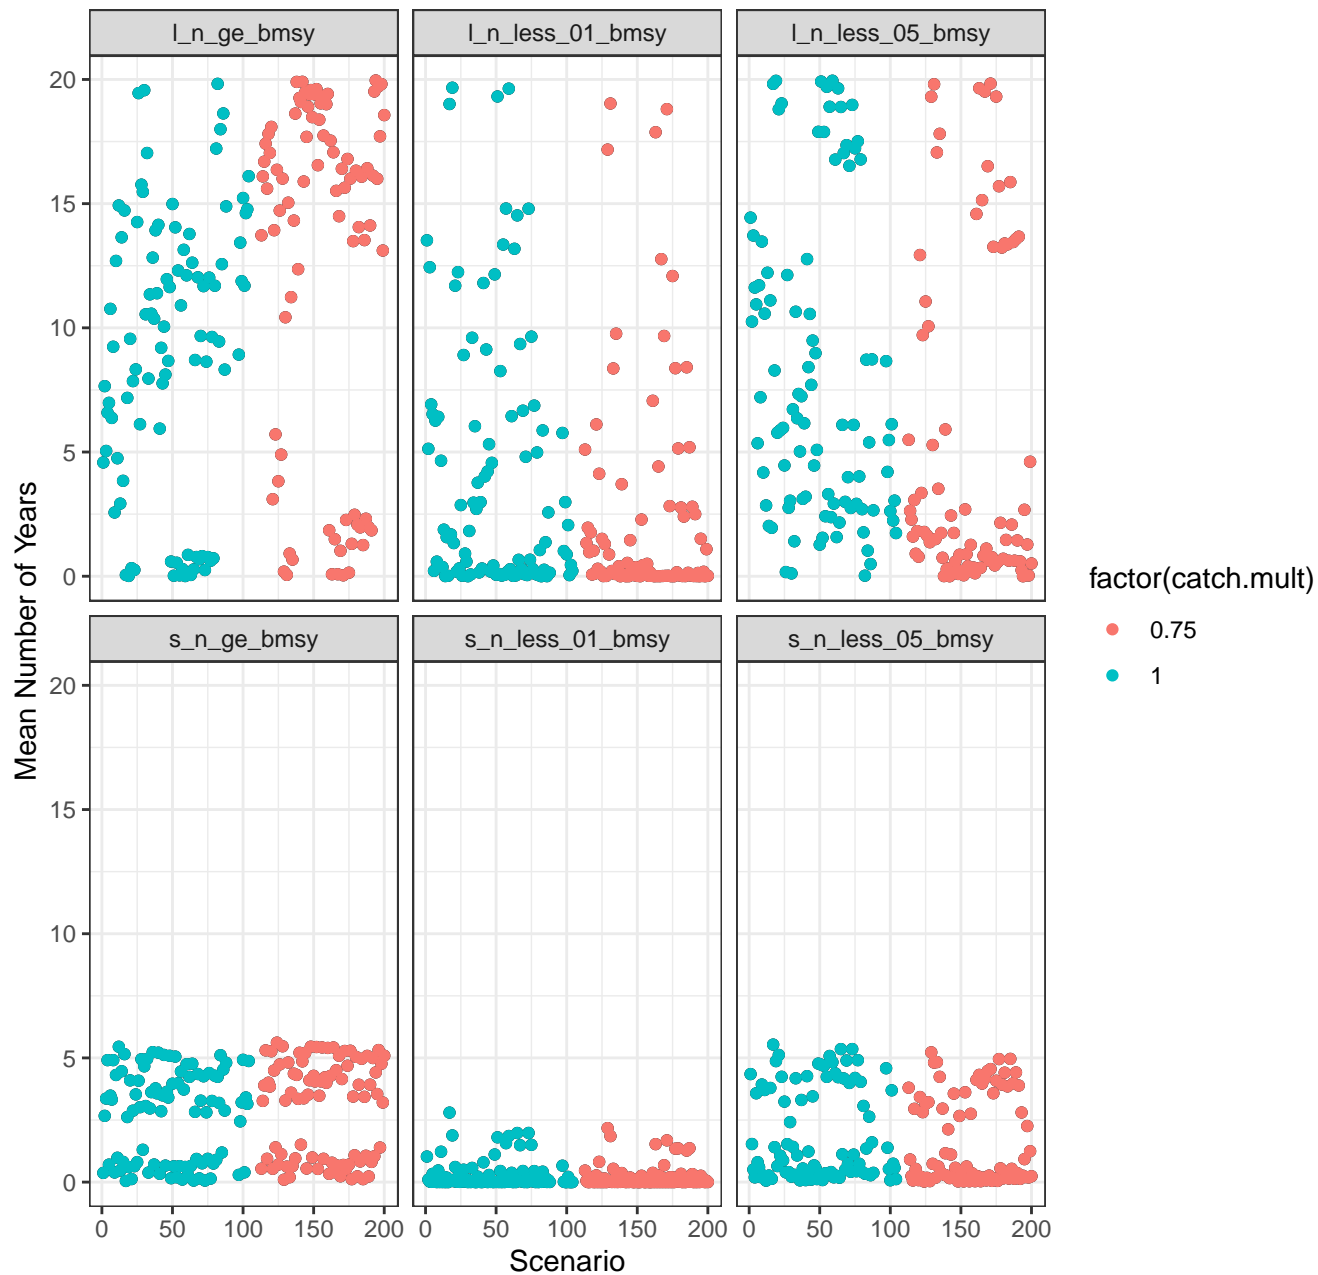 l_n_ge_bmsy
l_n_less_01_bmsy
l_n_less_05_bmsy
20
15
10
5
0
s_n_ge_bmsy
s_n_less_01_bmsy
s_n_less_05_bmsy
20
15
10
5
0
0 50 100 150 200
0 50 100 150 200
0 50 100 150 200
Mean Number of Years
Scenario
factor(catch.mult)
0.75
1